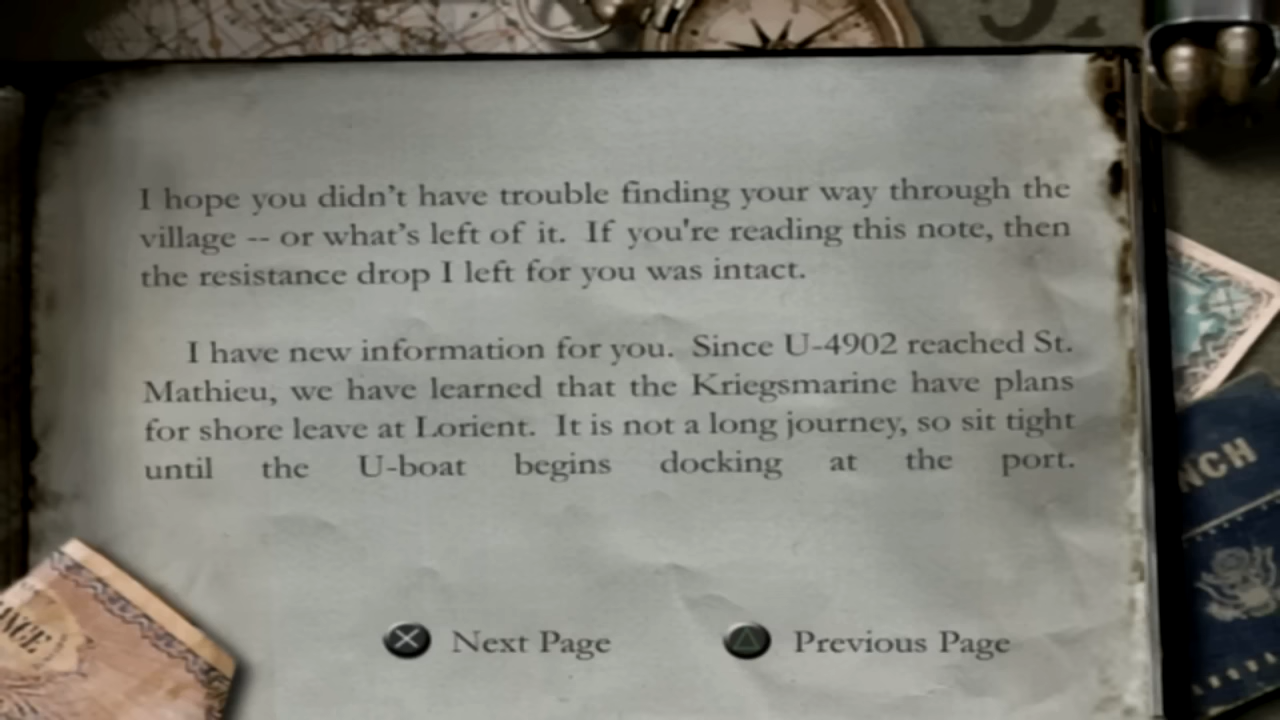 I hope you didn't have trouble finding your way through the
village -- or what's left of it. If you're reading this note, then
the resistance drop I left for you was intact.
I have new information for you. Since U-4902 reached St.
Mathieu, we have learned that the Kriegsmarine have plans
for shore leave at Lorient. It is not a long journey, so sit tight
until the U-boat begins docking at the port.
Next Page
Previous Page